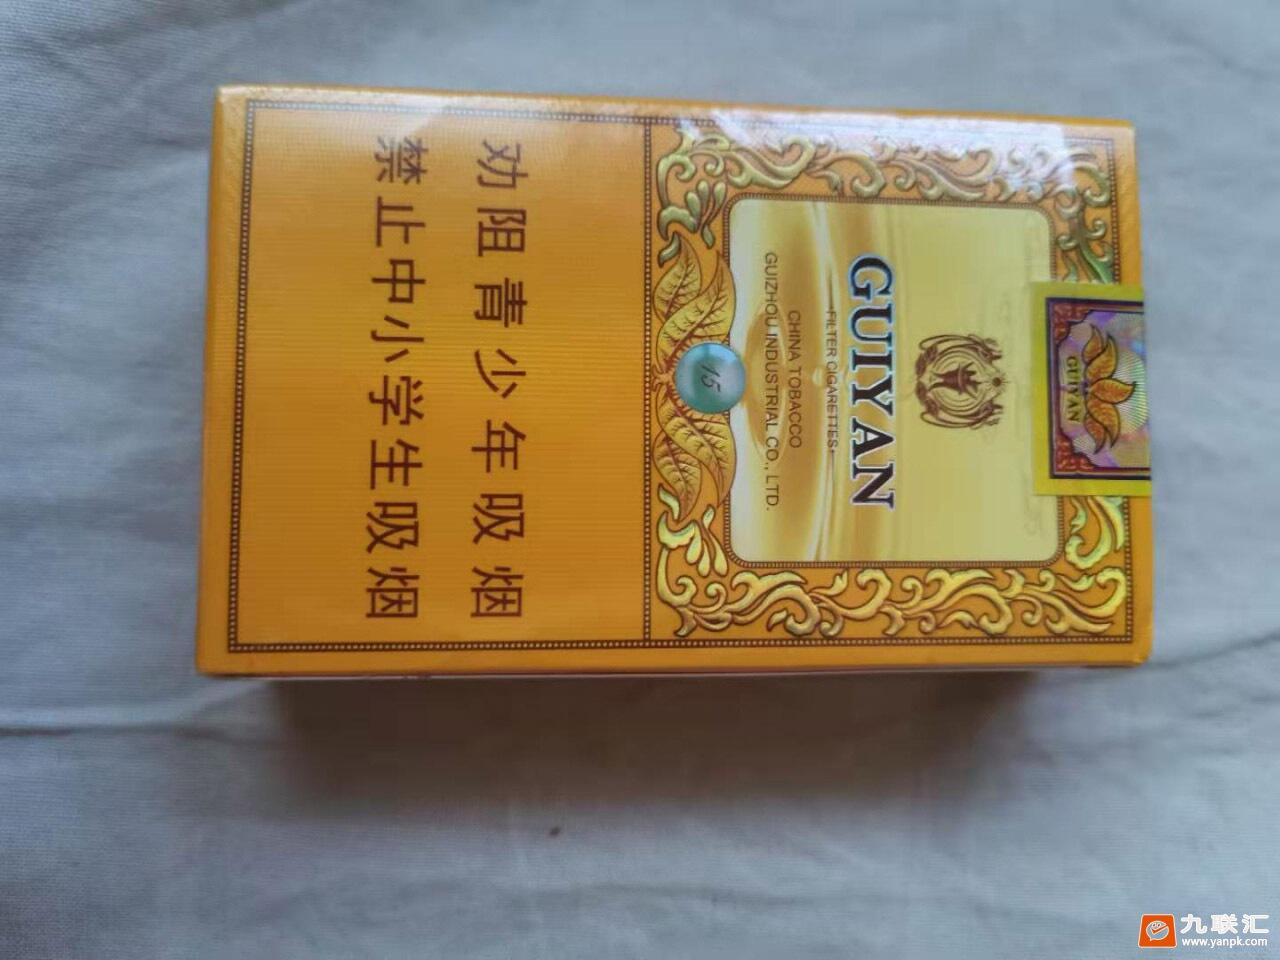 GUIYAN
GUIYAN
·FILTER CIGARETTES·
CHINA TOBACCO
GUIZHOU INDUSTRIAL CO., LTD.
15
劝阻青少年吸烟
禁止中小学生吸烟
九联汇
www.yanpk.com